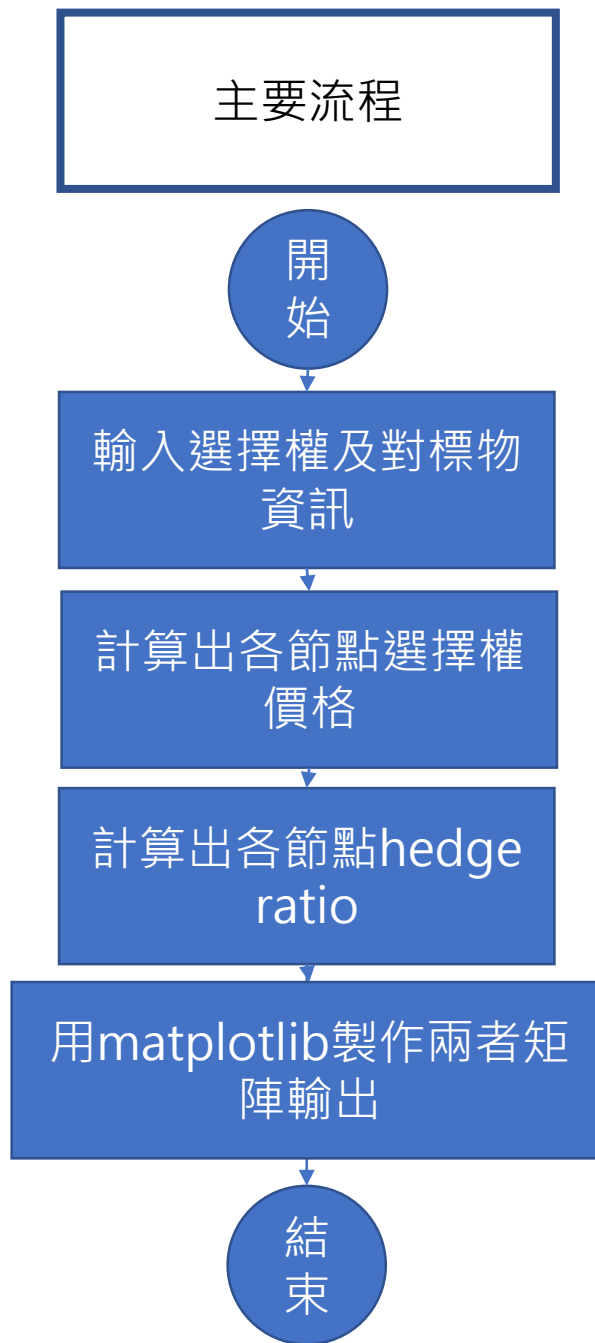 主要流程
開
始
輸入選擇權及對標物
資訊
計算出各節點選擇權
價格
計算出各節點hedge
ratio
用matplotlib製作兩者矩
陣輸出
結
束